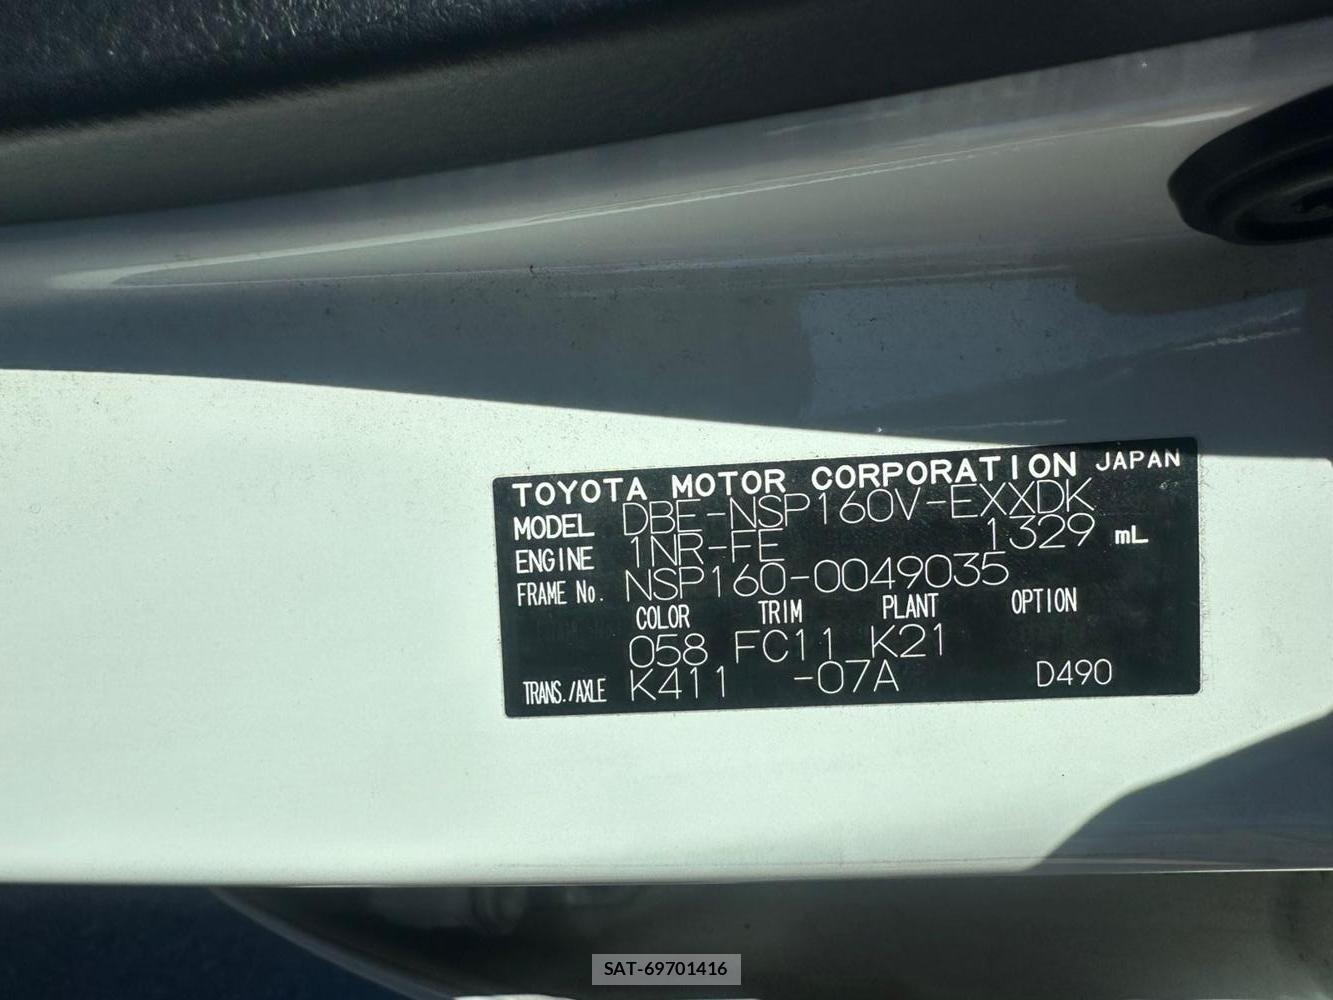 TOYOTA MOTOR CORPORATION JAPAN
MODEL DBE-NSP160V-EXXDK
ENGINE 1NR-FE 1329 mL
FRAME No. NSP160-0049035
COLOR TRIM PLANT OPTION
058 FC11 K21
TRANS./AXLE K411 -07A D490
SAT-69701416